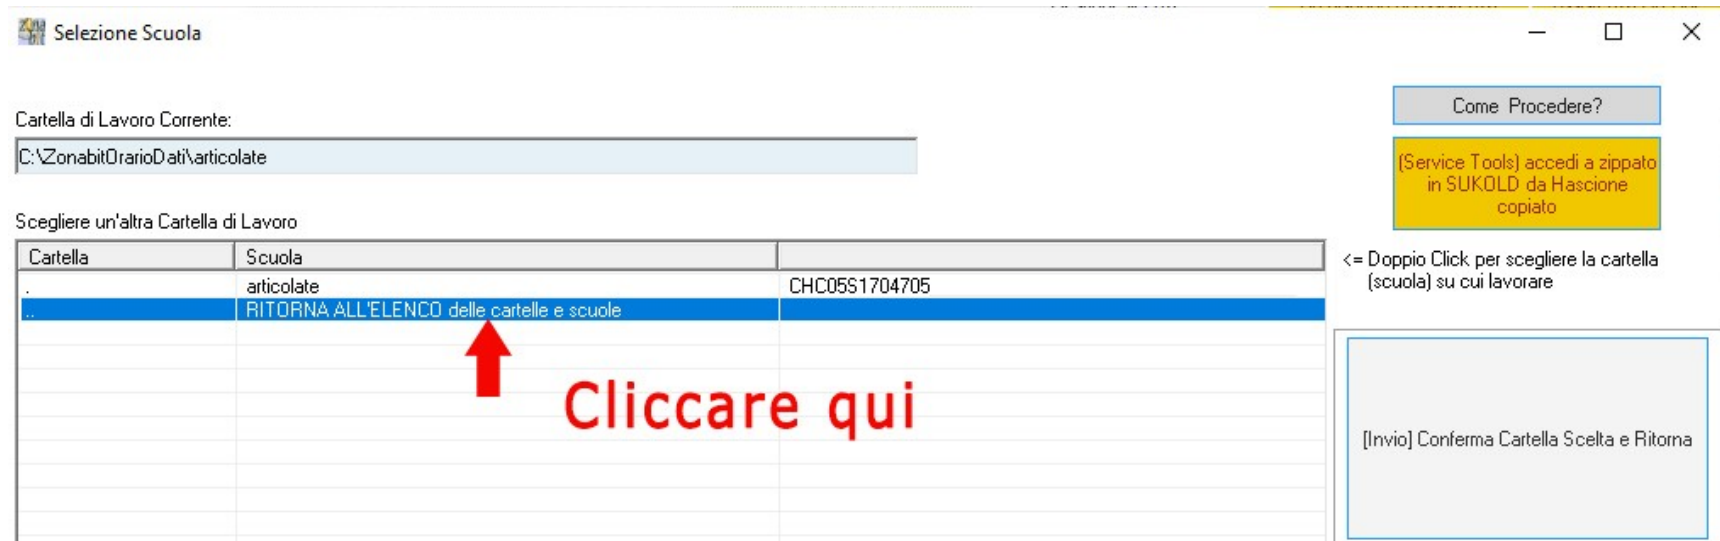 Selezione Scuola
Come Procedere?
Cartella di Lavoro Corrente:
C:\ZonabitOrarioDati\articolate
(Service Tools) accedi a zippato
in SUKOLD da Hascione
copiato
Scegliere un'altra Cartella di Lavoro
Cartella Scuola
. articolate CHC05S1704705
.. RITORNA ALL'ELENCO delle cartelle e scuole
<= Doppio Click per scegliere la cartella
(scuola) su cui lavorare
Cliccare qui
[Invio] Conferma Cartella Scelta e Ritorna